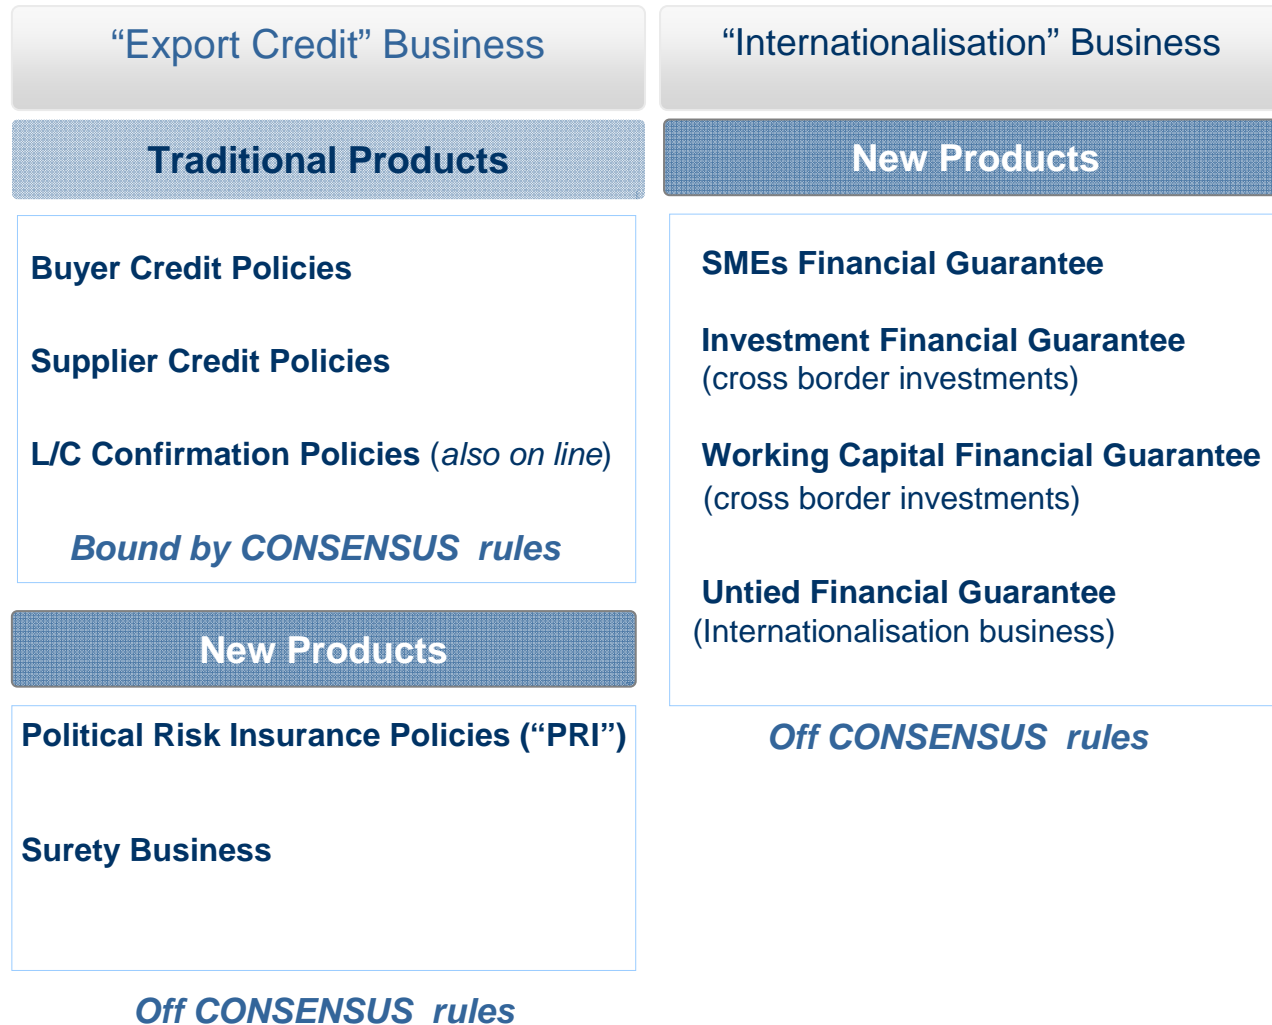 “Export Credit” Business
Traditional Products
Buyer Credit Policies
Supplier Credit Policies
L/C Confirmation Policies (also on line)
Bound by CONSENSUS rules
New Products
Political Risk Insurance Policies (“PRI”)
Surety Business
Off CONSENSUS rules
“Internationalisation” Business
New Products
SMEs Financial Guarantee
Investment Financial Guarantee
(cross border investments)
Working Capital Financial Guarantee
(cross border investments)
Untied Financial Guarantee
(Internationalisation business)
Off CONSENSUS rules